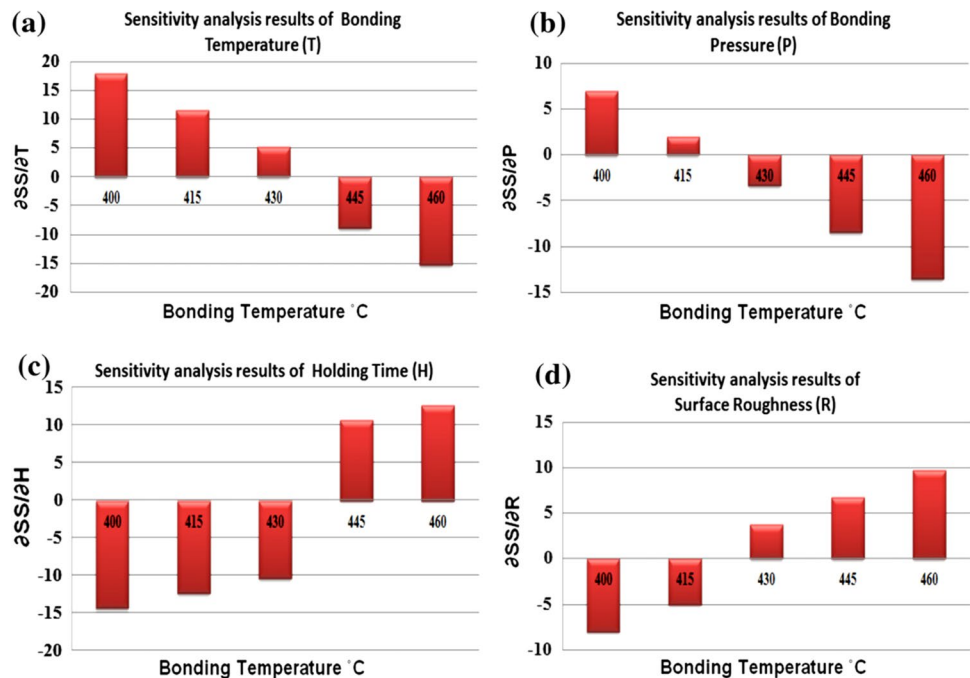 (a)
Sensitivity analysis results of Bonding
Temperature (T)
20
15
10
5
0
-5
-10
-15
-20
∂SS/∂T
400
415
430
445
460
Bonding Temperature °C
(b)
Sensitivity analysis results of Bonding
Pressure (P)
10
5
0
-5
-10
-15
∂SS/∂P
400
415
430
445
460
Bonding Temperature °C
(c)
Sensitivity analysis results of Holding Time (H)
15
10
5
0
-5
-10
-15
-20
∂SS/∂H
400
415
430
445
460
Bonding Temperature °C
(d)
Sensitivity analysis results of
Surface Roughness (R)
15
10
5
0
-5
-10
∂SS/∂R
400
415
430
445
460
Bonding Temperature °C